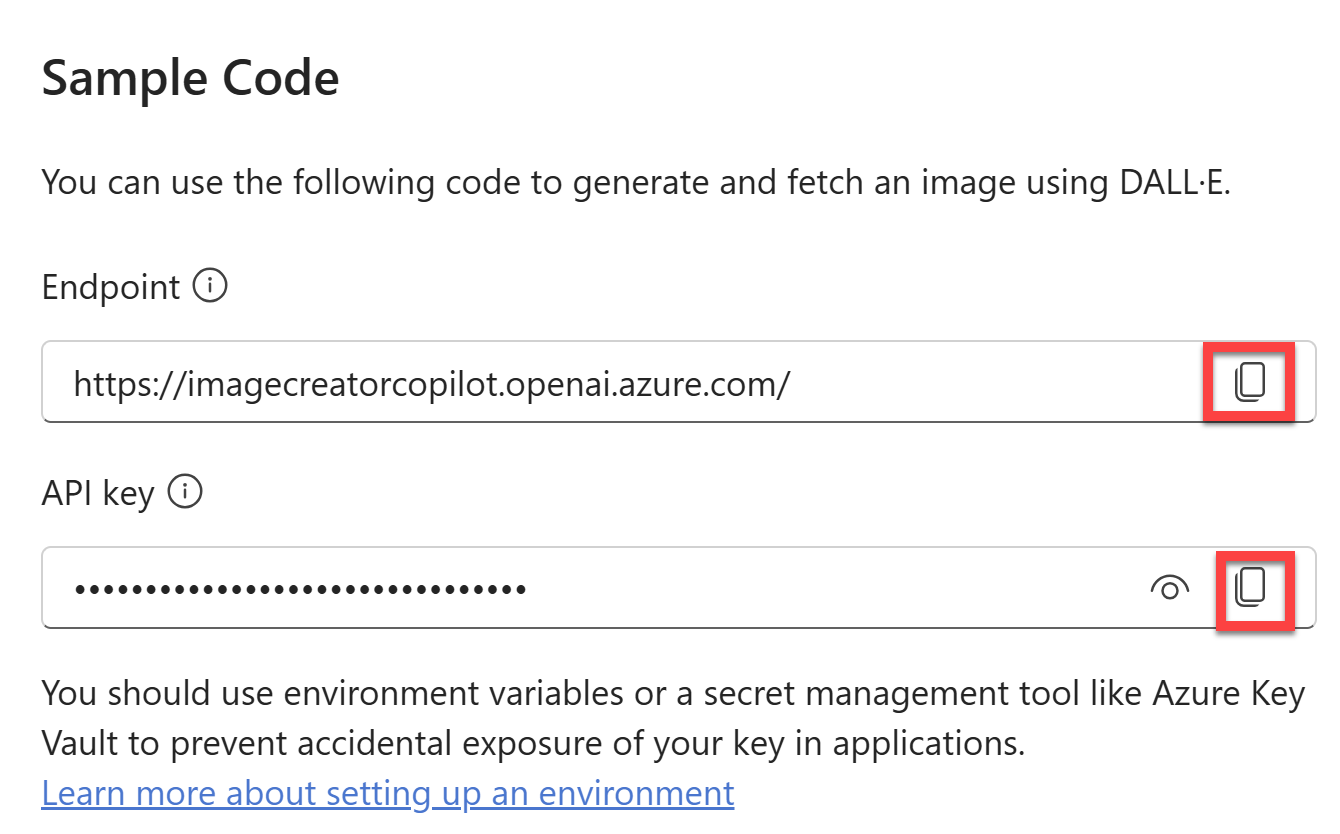 Sample Code
You can use the following code to generate and fetch an image using DALL·E.
Endpoint
https://imagecreatorcopilot.openai.azure.com/
API key
••••••••••••••••••••••••••••••••
You should use environment variables or a secret management tool like Azure Key
Vault to prevent accidental exposure of your key in applications.
Learn more about setting up an environment